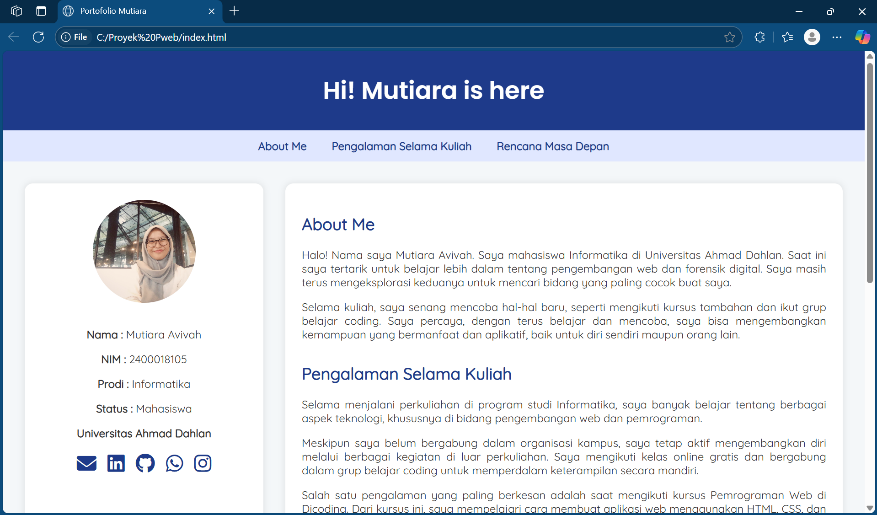 Portofolio Mutiara
File
C:/Proyek%20Pweb/index.html
Hi! Mutiara is here
About Me
Pengalaman Selama Kuliah
Rencana Masa Depan
Nama : Mutiara Avivah
NIM : 2400018105
Prodi : Informatika
Status : Mahasiswa
Universitas Ahmad Dahlan
About Me
Halo! Nama saya Mutiara Avivah. Saya mahasiswa Informatika di Universitas Ahmad Dahlan. Saat ini
saya tertarik untuk belajar lebih dalam tentang pengembangan web dan forensik digital. Saya masih
terus mengeksplorasi keduanya untuk mencari bidang yang paling cocok buat saya.
Selama kuliah, saya senang mencoba hal-hal baru, seperti mengikuti kursus tambahan dan ikut grup
belajar coding. Saya percaya, dengan terus belajar dan mencoba, saya bisa mengembangkan
kemampuan yang bermanfaat dan aplikatif, baik untuk diri sendiri maupun orang lain.
Pengalaman Selama Kuliah
Selama menjalani perkuliahan di program studi Informatika, saya banyak belajar tentang berbagai
aspek teknologi, khususnya di bidang pengembangan web dan pemrograman.
Meskipun saya belum bergabung dalam organisasi kampus, saya tetap aktif mengembangkan diri
melalui berbagai kegiatan di luar perkuliahan. Saya mengikuti kelas online gratis dan bergabung
dalam grup belajar coding untuk memperdalam keterampilan secara mandiri.
Salah satu pengalaman yang paling berkesan adalah saat mengikuti kursus Pemrograman Web di
Dicoding. Dari kursus ini, saya mempelajari cara membuat aplikasi web menggunakan HTML, CSS, dan